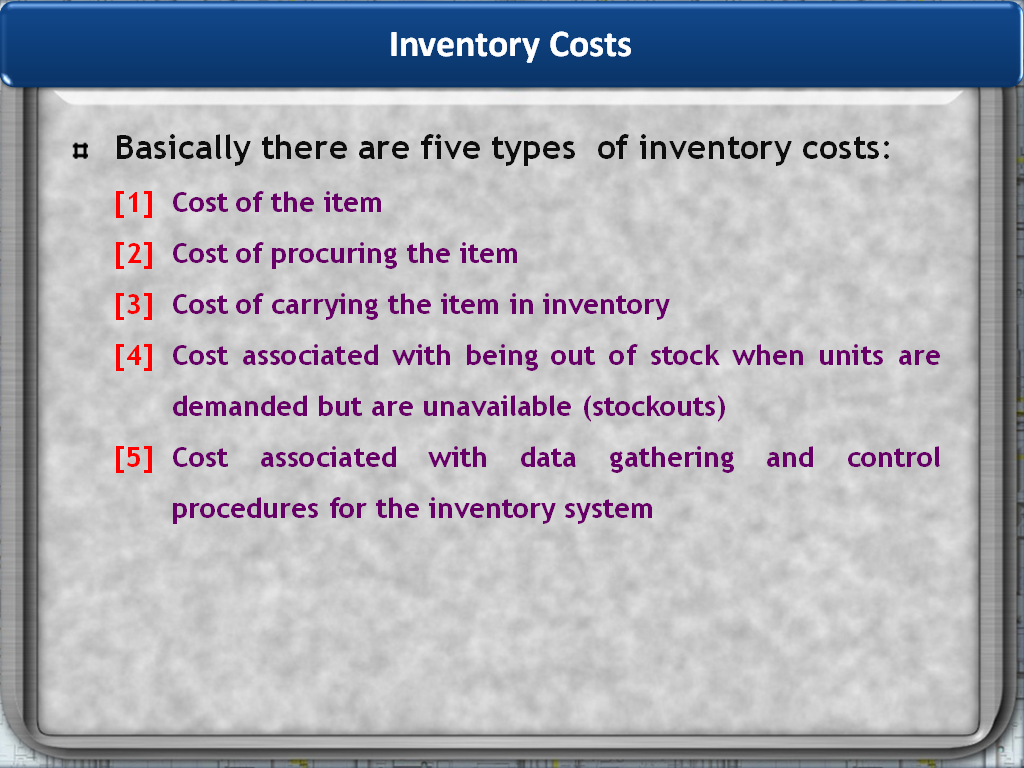 Inventory Costs
¤ Basically there are five types of inventory costs:
[1] Cost of the item
[2] Cost of procuring the item
[3] Cost of carrying the item in inventory
[4] Cost associated with being out of stock when units are
demanded but are unavailable (stockouts)
[5] Cost associated with data gathering and control
procedures for the inventory system